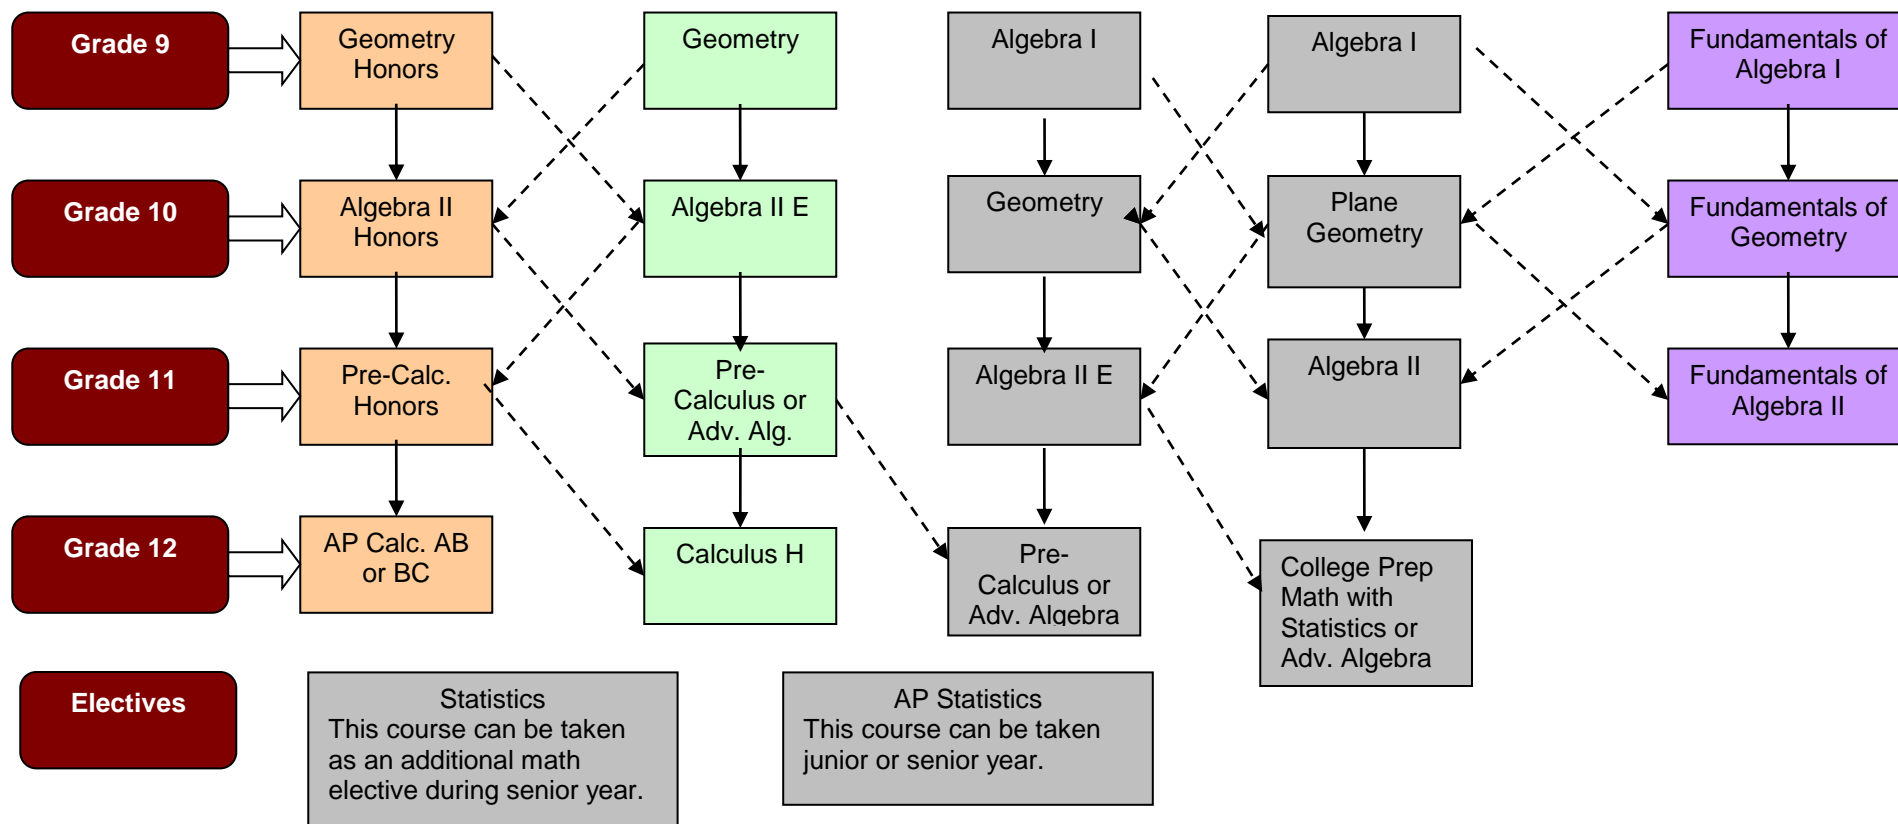 Grade 9
Geometry
Honors
Geometry
Algebra I
Algebra I
Fundamentals of
Algebra I
Grade 10
Algebra II
Honors
Algebra II E
Geometry
Plane
Geometry
Fundamentals of
Geometry
Grade 11
Pre-Calc.
Honors
Pre-
Calculus or
Adv. Alg.
Algebra II E
Algebra II
Fundamentals of
Algebra II
Grade 12
AP Calc. AB
or BC
Calculus H
Pre-
Calculus or
Adv. Algebra
College Prep
Math with
Statistics or
Adv. Algebra
Electives
Statistics
This course can be taken
as an additional math
elective during senior year.
AP Statistics
This course can be taken
junior or senior year.